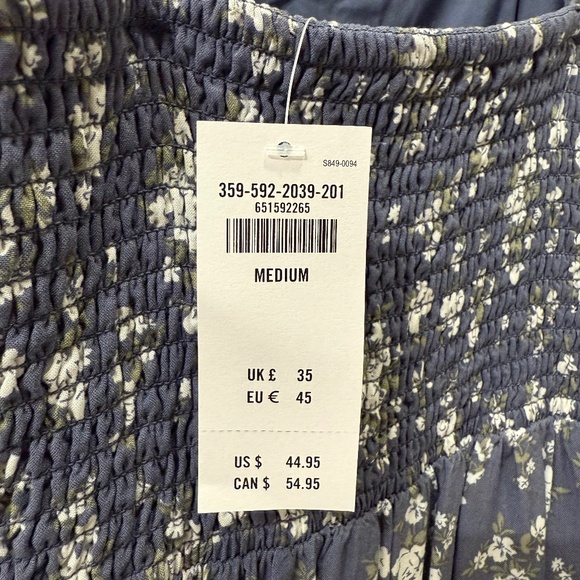 S849-0094
359-592-2039-201
651592265
MEDIUM
UK £ 35
EU € 45
US $ 44.95
CAN $ 54.95